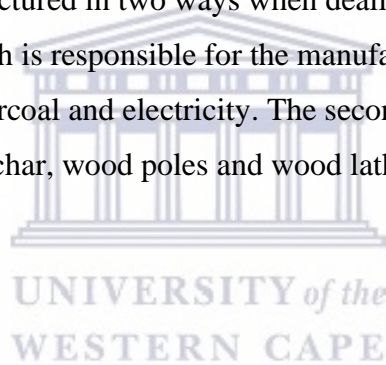 ctured in two ways when deali
h is responsible for the manufa
rcoal and electricity. The secon
char, wood poles and wood lath
UNIVERSITY of the
WESTERN CAPE